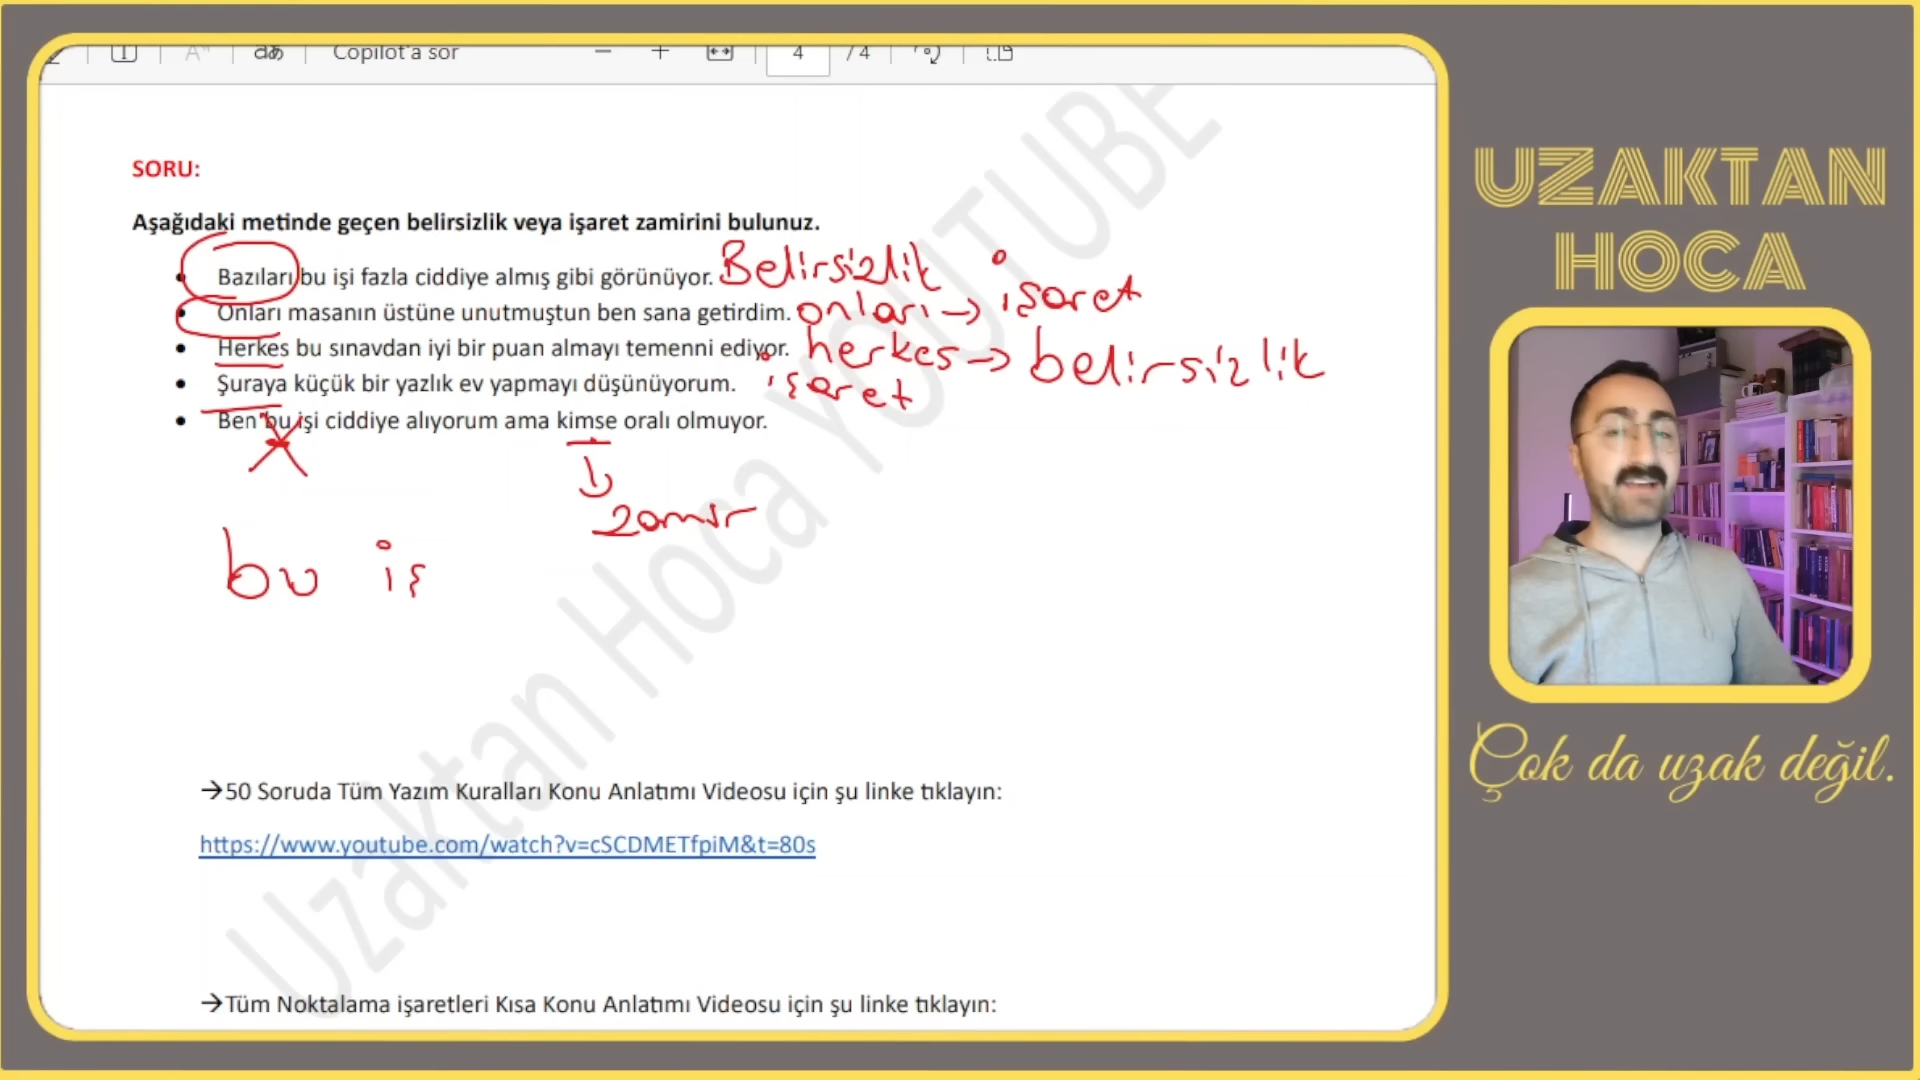 Copilot'a sor
4 / 4
UZAKTAN
HOCA
SORU:
Aşağıdaki metinde geçen belirsizlik veya işaret zamirini bulunuz.
• Bazıları bu işi fazla ciddiye almış gibi görünüyor. Belirsizlik
• Onları masanın üstüne unutmuştun ben sana getirdim. onları → işaret
• Herkes bu sınavdan iyi bir puan almayı temenni ediyor. herkes → belirsizlik
• Şuraya küçük bir yazlık ev yapmayı düşünüyorum. işaret
• Ben bu işi ciddiye alıyorum ama kimse oralı olmuyor.
zamir
bu iş
Çok da uzak değil.
→50 Soruda Tüm Yazım Kuralları Konu Anlatımı Videosu için şu linke tıklayın:
https://www.youtube.com/watch?v=cSCDMETfpiM&t=80s
→Tüm Noktalama işaretleri Kısa Konu Anlatımı Videosu için şu linke tıklayın:
Uzaktan Hoca YOUTUBE